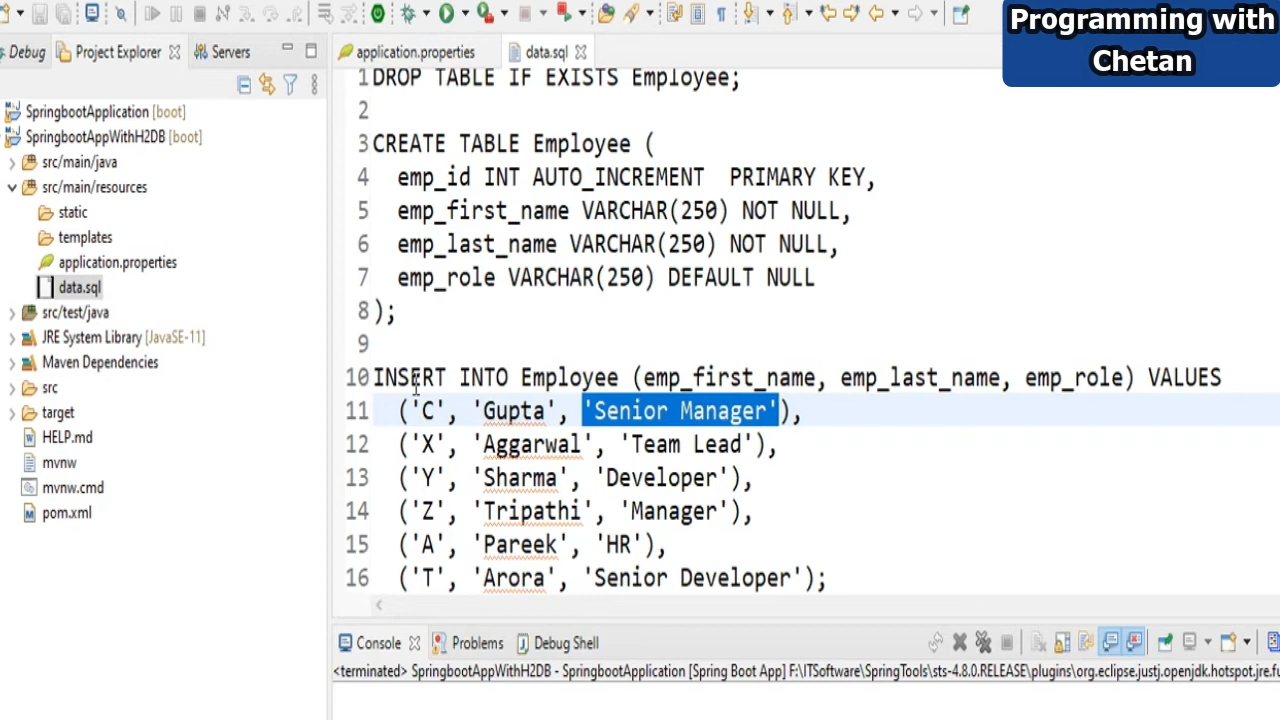 Programming with
Chetan
Debug
Project Explorer
Servers
application.properties
data.sql
SpringbootApplication [boot]
SpringbootAppWithH2DB [boot]
src/main/java
src/main/resources
static
templates
application.properties
data.sql
src/test/java
JRE System Library [JavaSE-11]
Maven Dependencies
src
target
HELP.md
mvnw
mvnw.cmd
pom.xml
1 DROP TABLE IF EXISTS Employee;
2
3 CREATE TABLE Employee (
4 emp_id INT AUTO_INCREMENT  PRIMARY KEY,
5 emp_first_name VARCHAR(250) NOT NULL,
6 emp_last_name VARCHAR(250) NOT NULL,
7 emp_role VARCHAR(250) DEFAULT NULL
8 );
9
10 INSERT INTO Employee (emp_first_name, emp_last_name, emp_role) VALUES
11 ('C', 'Gupta', 'Senior Manager'),
12 ('X', 'Aggarwal', 'Team Lead'),
13 ('Y', 'Sharma', 'Developer'),
14 ('Z', 'Tripathi', 'Manager'),
15 ('A', 'Pareek', 'HR'),
16 ('T', 'Arora', 'Senior Developer');
Console
Problems
Debug Shell
<terminated> SpringbootAppWithH2DB - SpringbootApplication [Spring Boot App] F:\ITSoftware\SpringTools\sts-4.8.0.RELEASE\plugins\org.eclipse.justj.openjdk.hotspot.jre.fu